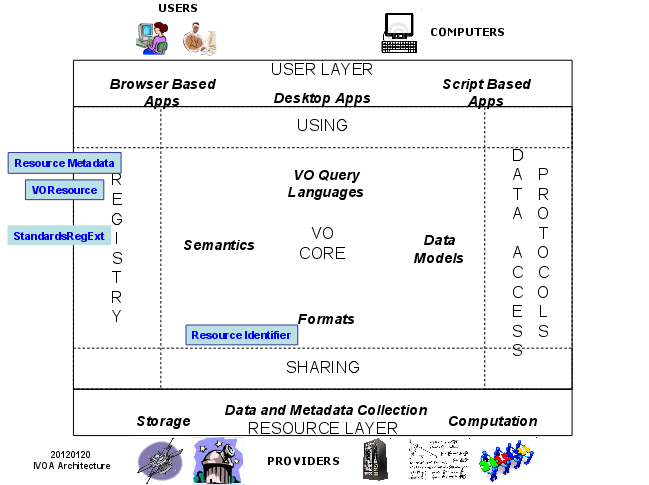 USERS
COMPUTERS
USER LAYER
Browser Based
Apps
Desktop Apps
Script Based
Apps
USING
Resource Metadata
VOResource
StandardsRegExt
REGISTRY
VO Query
Languages
Semantics
VO
CORE
Data
Models
Formats
Resource Identifier
DATA ACCESS
PROTOCOLS
SHARING
Storage
Data and Metadata Collection
Computation
RESOURCE LAYER
20120120
IVOA Architecture
PROVIDERS